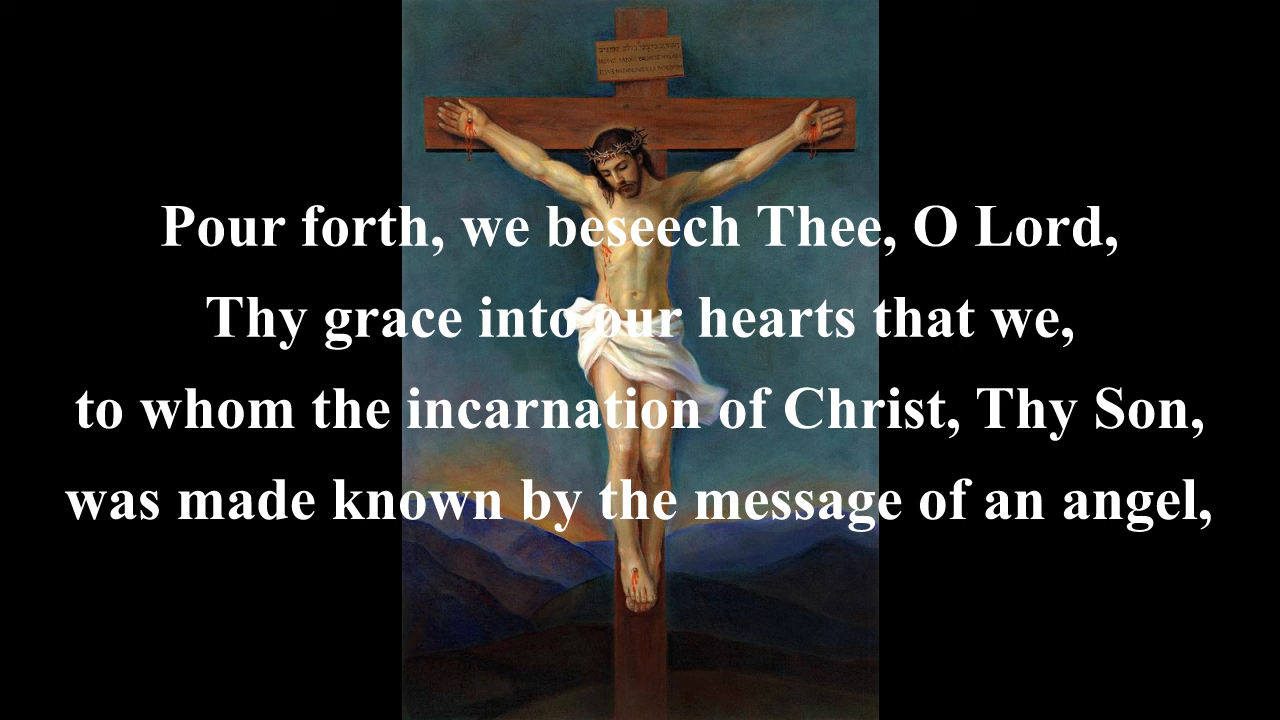 Pour forth, we beseech Thee, O Lord,
Thy grace into our hearts that we,
to whom the incarnation of Christ, Thy Son,
was made known by the message of an angel,